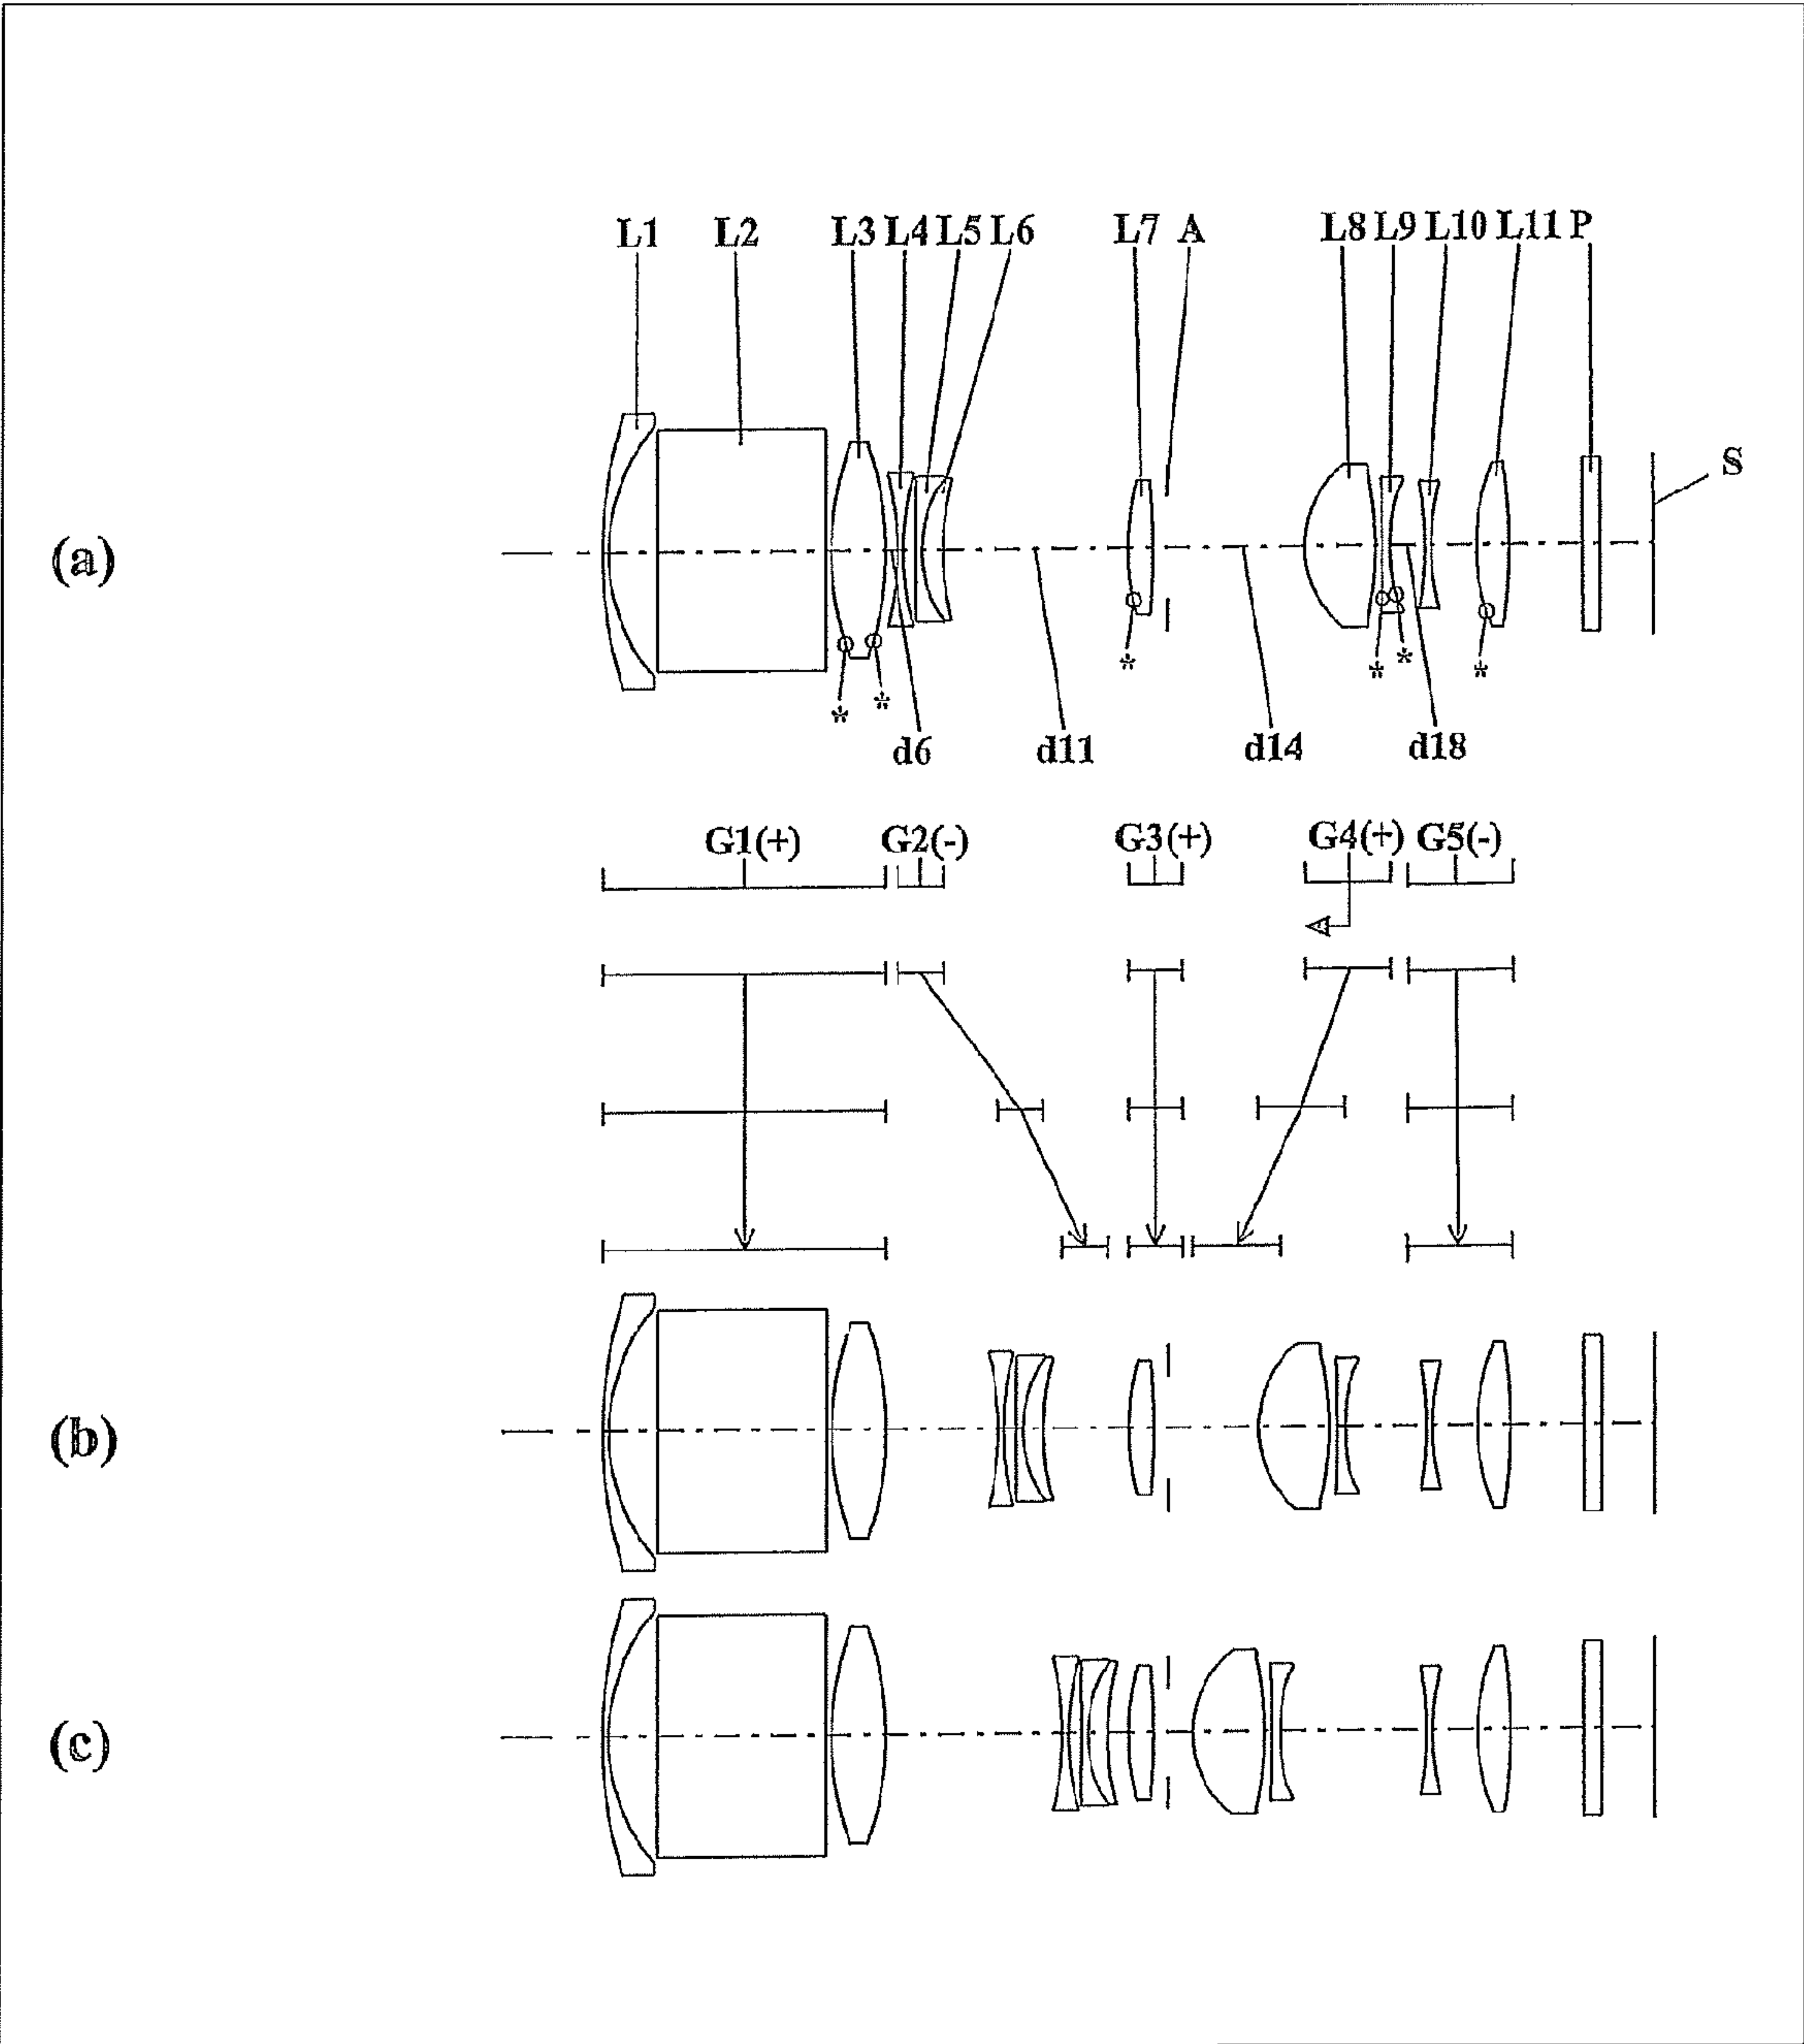 L1 L2 L3 L4 L5 L6 L7 A L8 L9 L10 L11 P
S
(a)
* * * * * *
d6 d11 d14 d18
G1(+) G2(-) G3(+) G4(+) G5(-)
(b)
(c)